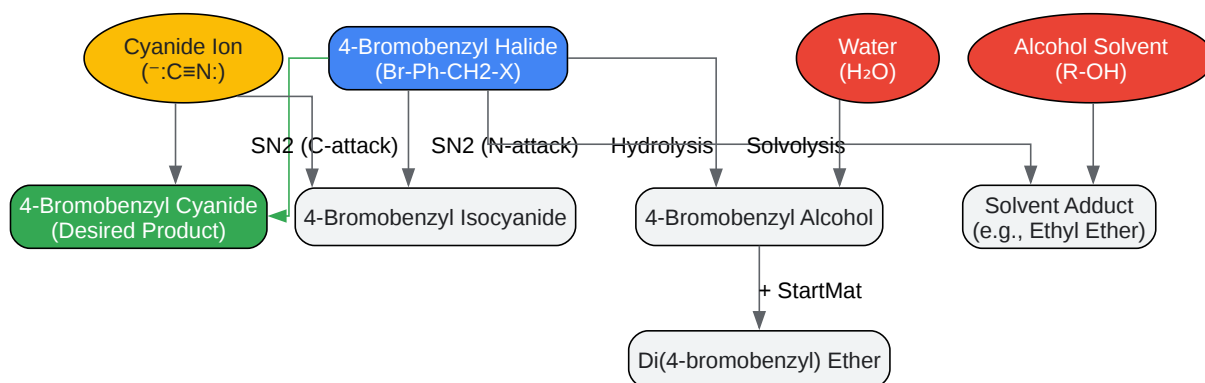 Cyanide Ion
(⁻:C≡N:)
4-Bromobenzyl Halide
(Br-Ph-CH2-X)
Water
(H₂O)
Alcohol Solvent
(R-OH)
SN2 (C-attack)
SN2 (N-attack)
Hydrolysis
Solvolysis
4-Bromobenzyl Cyanide
(Desired Product)
4-Bromobenzyl Isocyanide
4-Bromobenzyl Alcohol
Solvent Adduct
(e.g., Ethyl Ether)
+ StartMat
Di(4-bromobenzyl) Ether